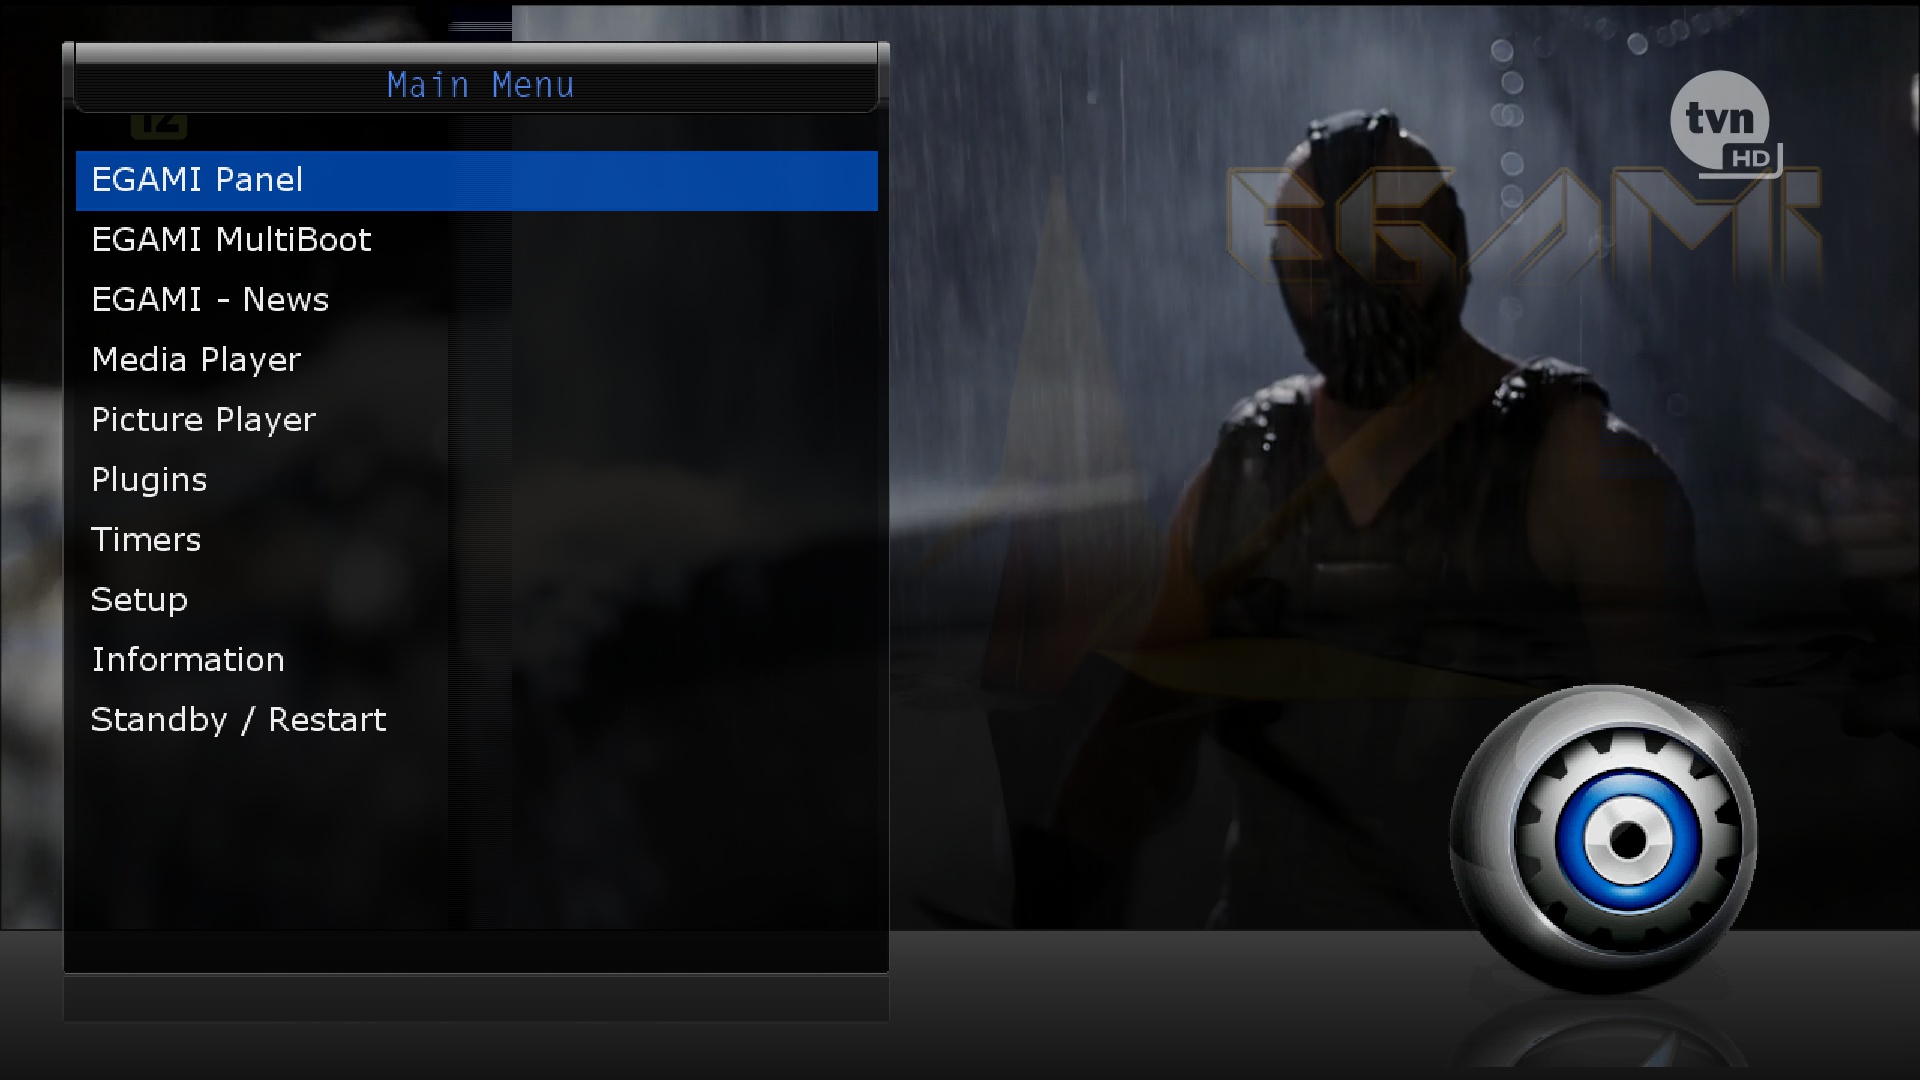 Main Menu
12
EGAMI Panel
EGAMI MultiBoot
EGAMI - News
Media Player
Picture Player
Plugins
Timers
Setup
Information
Standby / Restart
tvn
HD
EGAMI